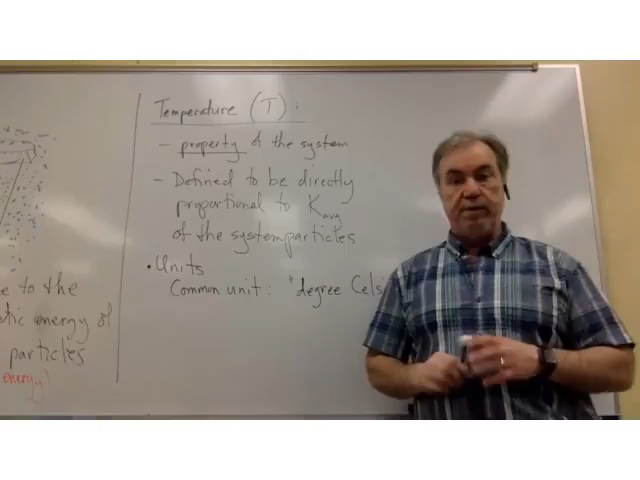 Temperature (T) :
- property of the system
- Defined to be directly
proportional to Kavg
of the system particles
• Units
Common unit : "degree Celsi
e to the
tic energy of
particles
energy)